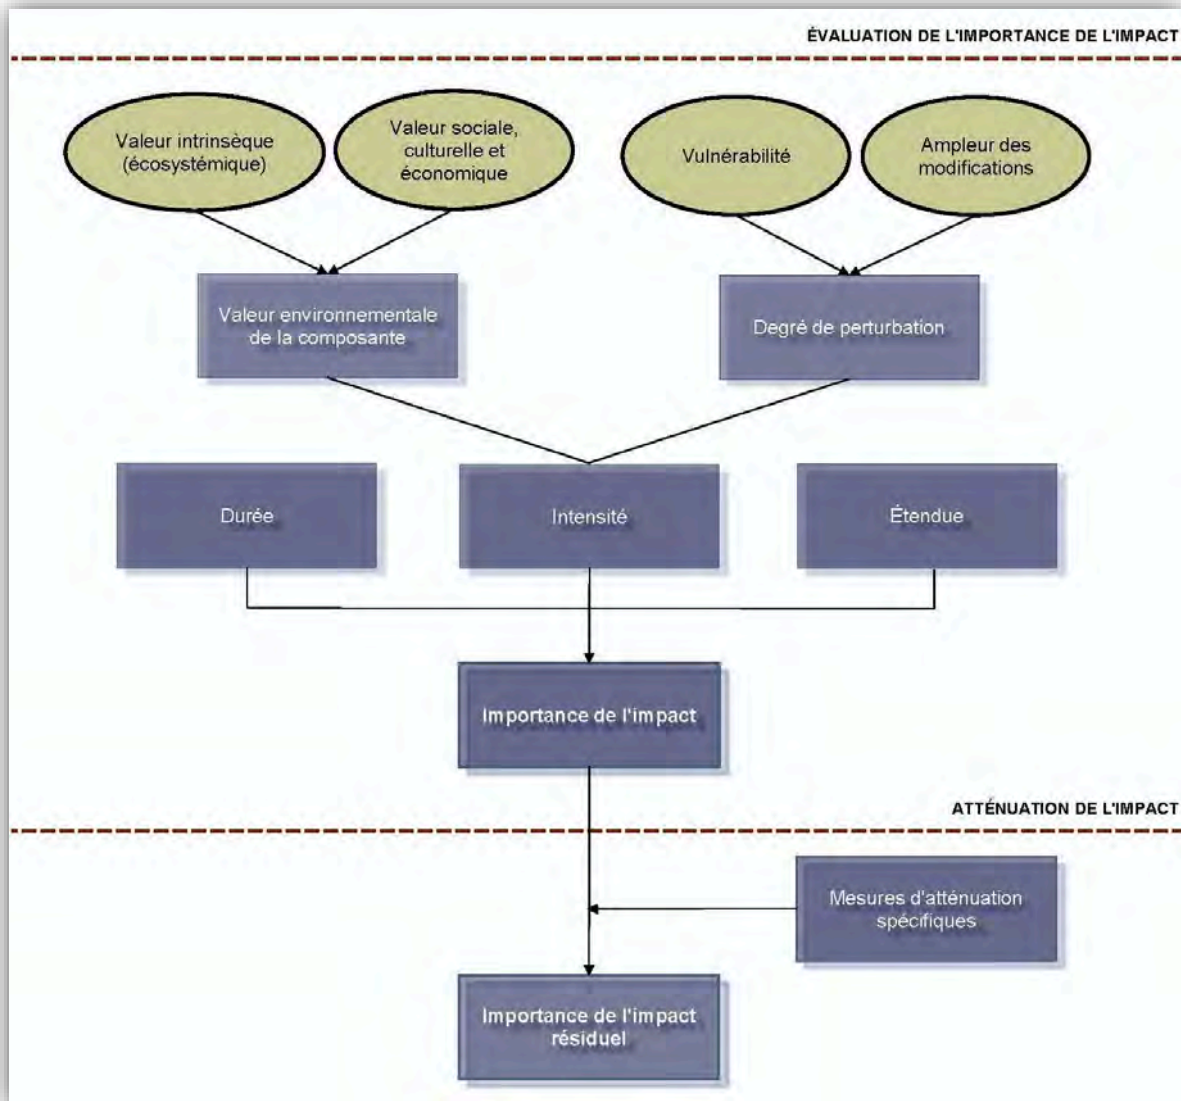 ÉVALUATION DE L'IMPORTANCE DE L'IMPACT
Valeur intrinsèque
(écosystémique)
Valeur sociale,
culturelle et
économique
Vulnérabilité
Ampleur des
modifications
Valeur environnementale
de la composante
Degré de perturbation
Durée
Intensité
Étendue
Importance de l'impact
ATTÉNUATION DE L'IMPACT
Mesures d'atténuation
spécifiques
Importance de l'impact
résiduel